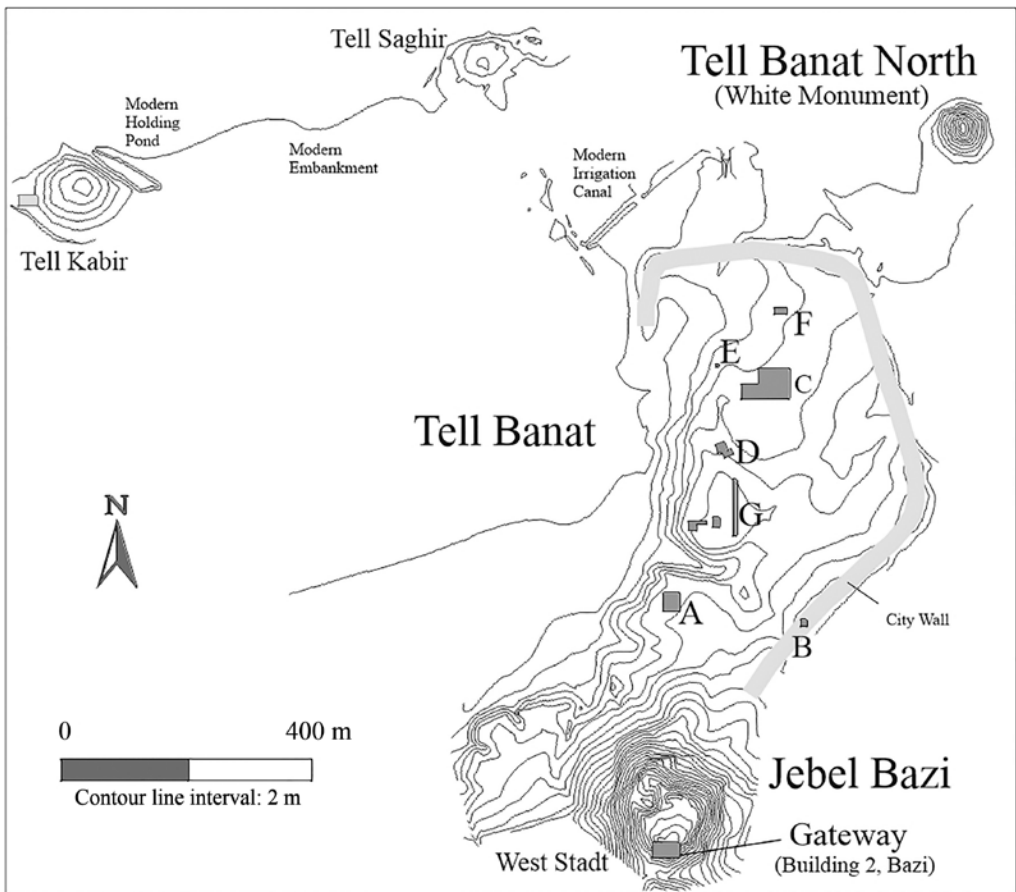 Tell Saghir
Tell Banat North
(White Monument)
Modern
Holding
Pond
Modern
Embankment
Modern
Irrigation
Canal
Tell Kabir
F
E
C
Tell Banat
D
G
N
A
City Wall
B
0 400 m
Contour line interval: 2 m
Jebel Bazi
Gateway
(Building 2, Bazi)
West Stadt